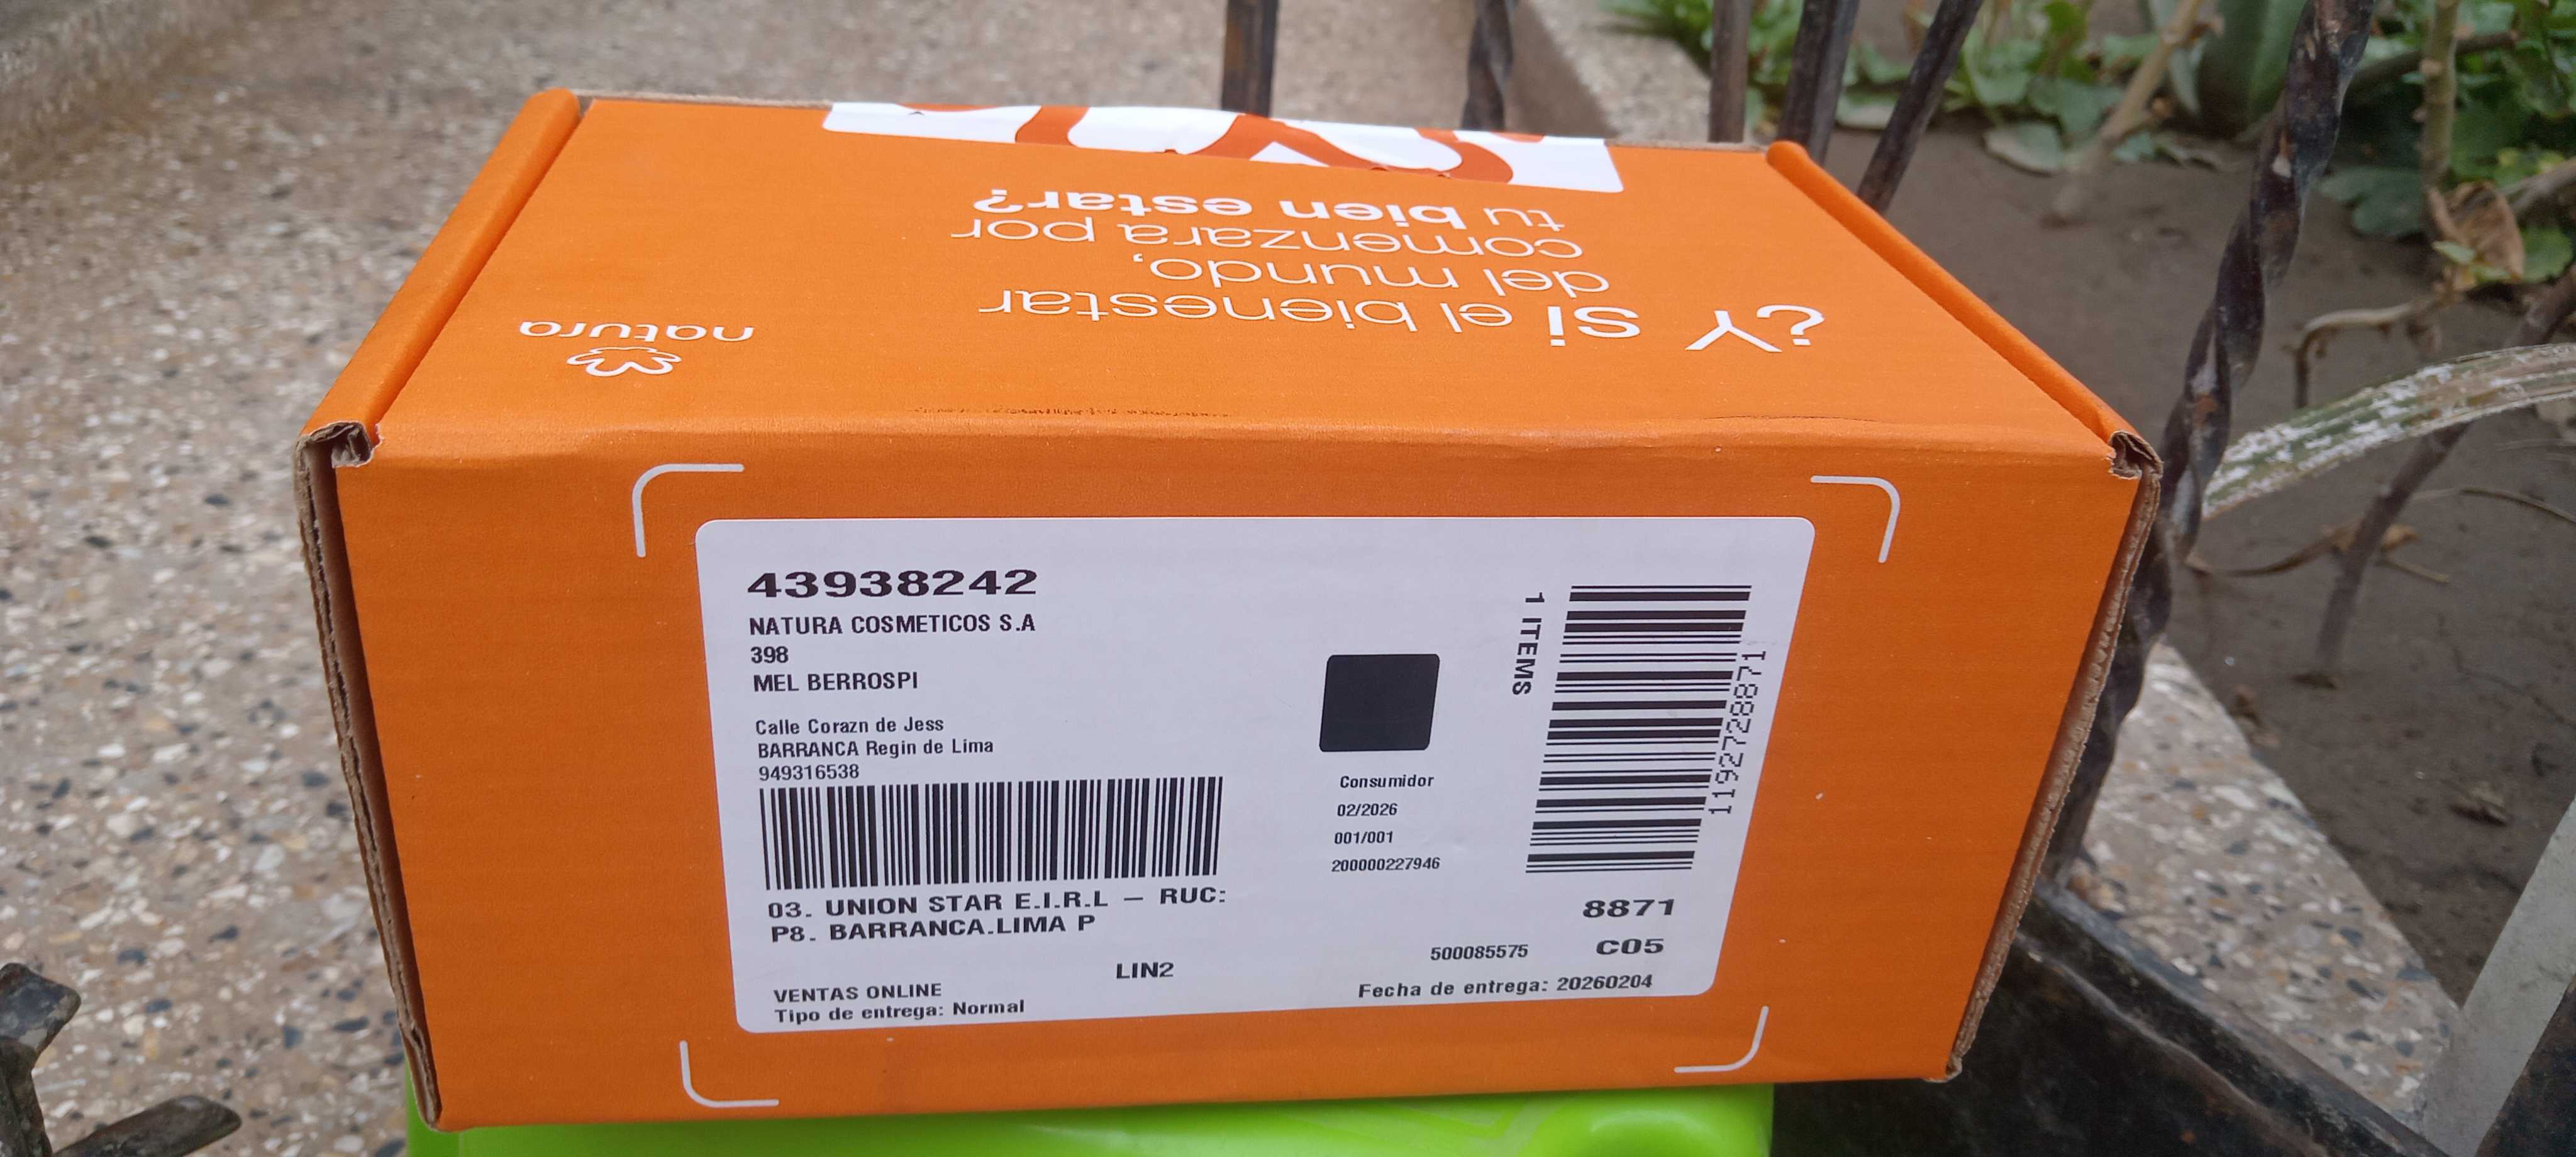 ¿Y si el bienestar
del mundo,
comenzara por
tu bien estar?
natura
43938242
NATURA COSMETICOS S.A
398
MEL BERROSPI
Calle Corazn de Jess
BARRANCA Regin de Lima
949316538
03. UNION STAR E.I.R.L – RUC:
P8. BARRANCA.LIMA P
LIN2
VENTAS ONLINE
Tipo de entrega: Normal
Consumidor
02/2026
001/001
200000227946
1 ITEMS
1192728871
8871
500085575 C05
Fecha de entrega: 20260204